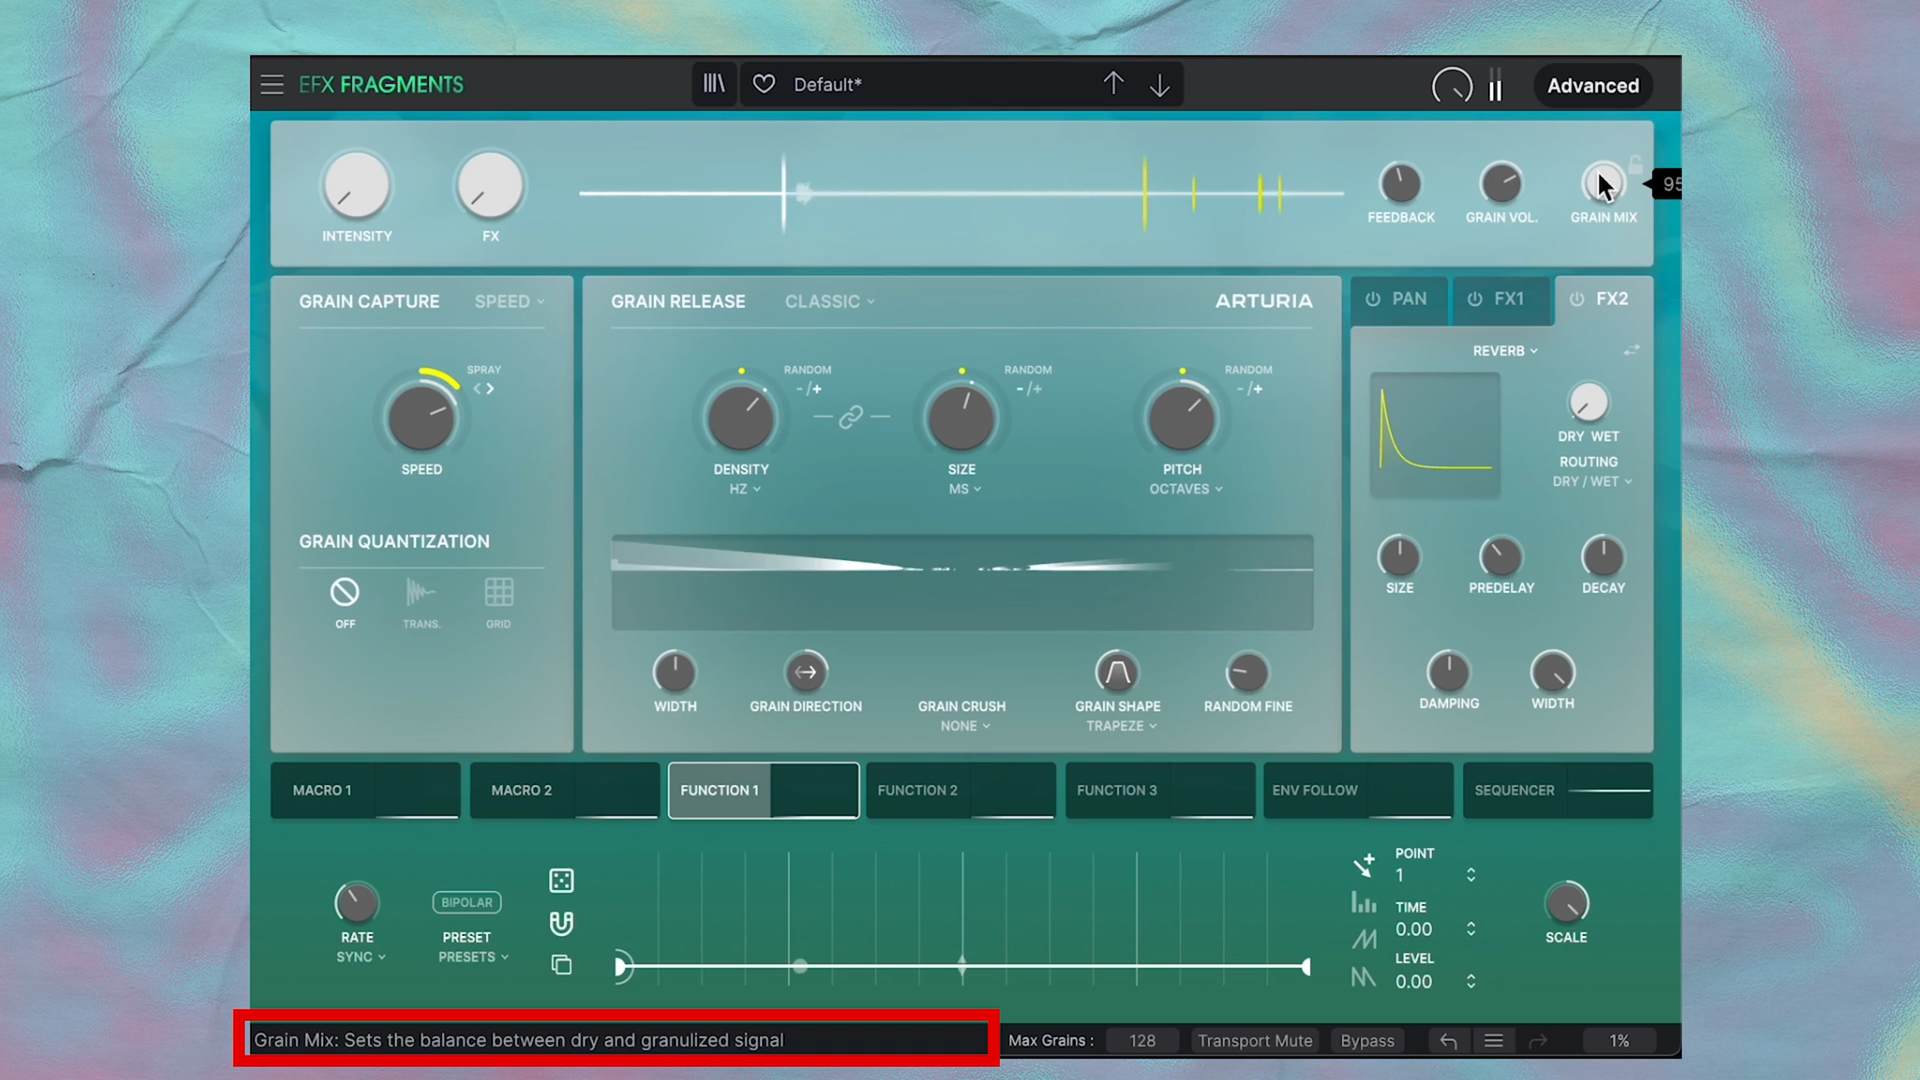 EFX FRAGMENTS
Default*
Advanced
INTENSITY
FX
FEEDBACK
GRAIN VOL.
GRAIN MIX
95
GRAIN CAPTURE
SPEED
SPRAY
< >
SPEED
GRAIN QUANTIZATION
OFF
TRANS.
GRID
GRAIN RELEASE
CLASSIC
ARTURIA
RANDOM
-/+
RANDOM
-/+
RANDOM
-/+
DENSITY
HZ
SIZE
MS
PITCH
OCTAVES
WIDTH
GRAIN DIRECTION
GRAIN CRUSH
NONE
GRAIN SHAPE
TRAPEZE
RANDOM FINE
PAN
FX1
FX2
REVERB
DRY WET
ROUTING
DRY / WET
SIZE
PREDELAY
DECAY
DAMPING
WIDTH
MACRO 1
MACRO 2
FUNCTION 1
FUNCTION 2
FUNCTION 3
ENV FOLLOW
SEQUENCER
RATE
SYNC
BIPOLAR
PRESET
PRESETS
POINT
1
TIME
0.00
LEVEL
0.00
SCALE
Grain Mix: Sets the balance between dry and granulized signal
Max Grains :
128
Transport Mute
Bypass
1%